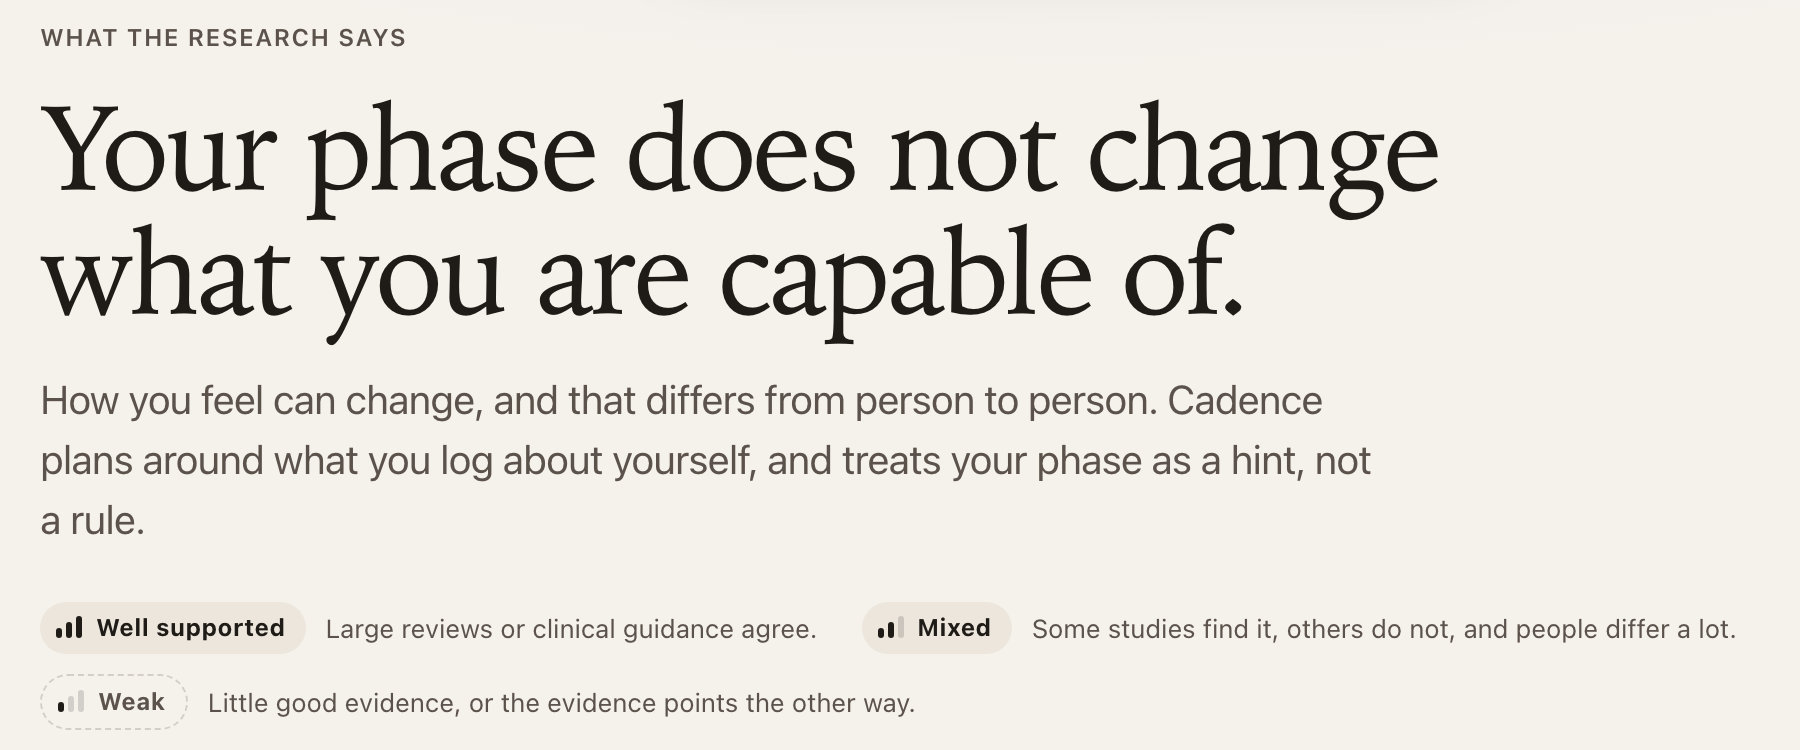 WHAT THE RESEARCH SAYS
Your phase does not change
what you are capable of.
How you feel can change, and that differs from person to person. Cadence
plans around what you log about yourself, and treats your phase as a hint, not
a rule.
Well supported Large reviews or clinical guidance agree. Mixed Some studies find it, others do not, and people differ a lot.
Weak Little good evidence, or the evidence points the other way.